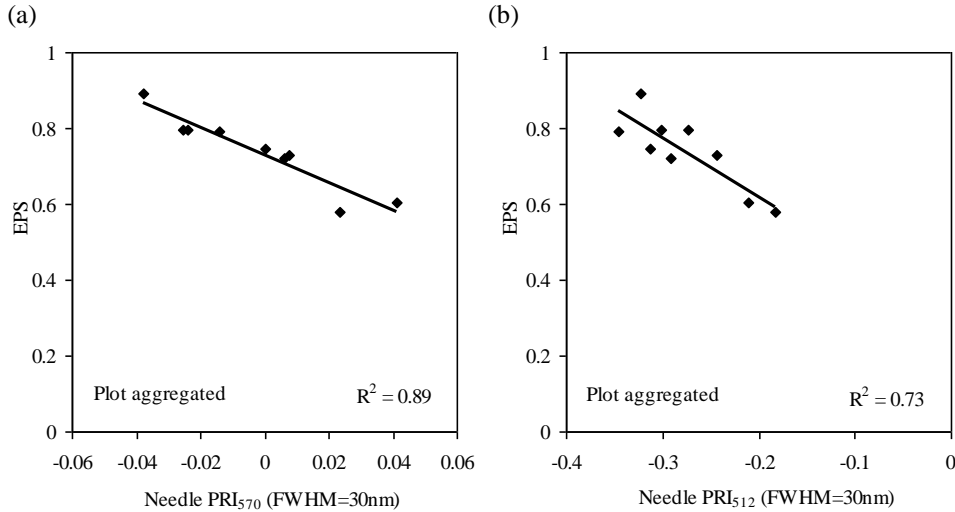 (a)
(b)
1
0.8
0.6
0.4
0.2
0
EPS
-0.06 -0.04 -0.02 0 0.02 0.04 0.06
Plot aggregated
R² = 0.89
Needle PRI₅₇₀ (FWHM=30nm)
1
0.8
0.6
0.4
0.2
0
EPS
-0.4 -0.3 -0.2 -0.1 0
Plot aggregated
R² = 0.73
Needle PRI₅₁₂ (FWHM=30nm)